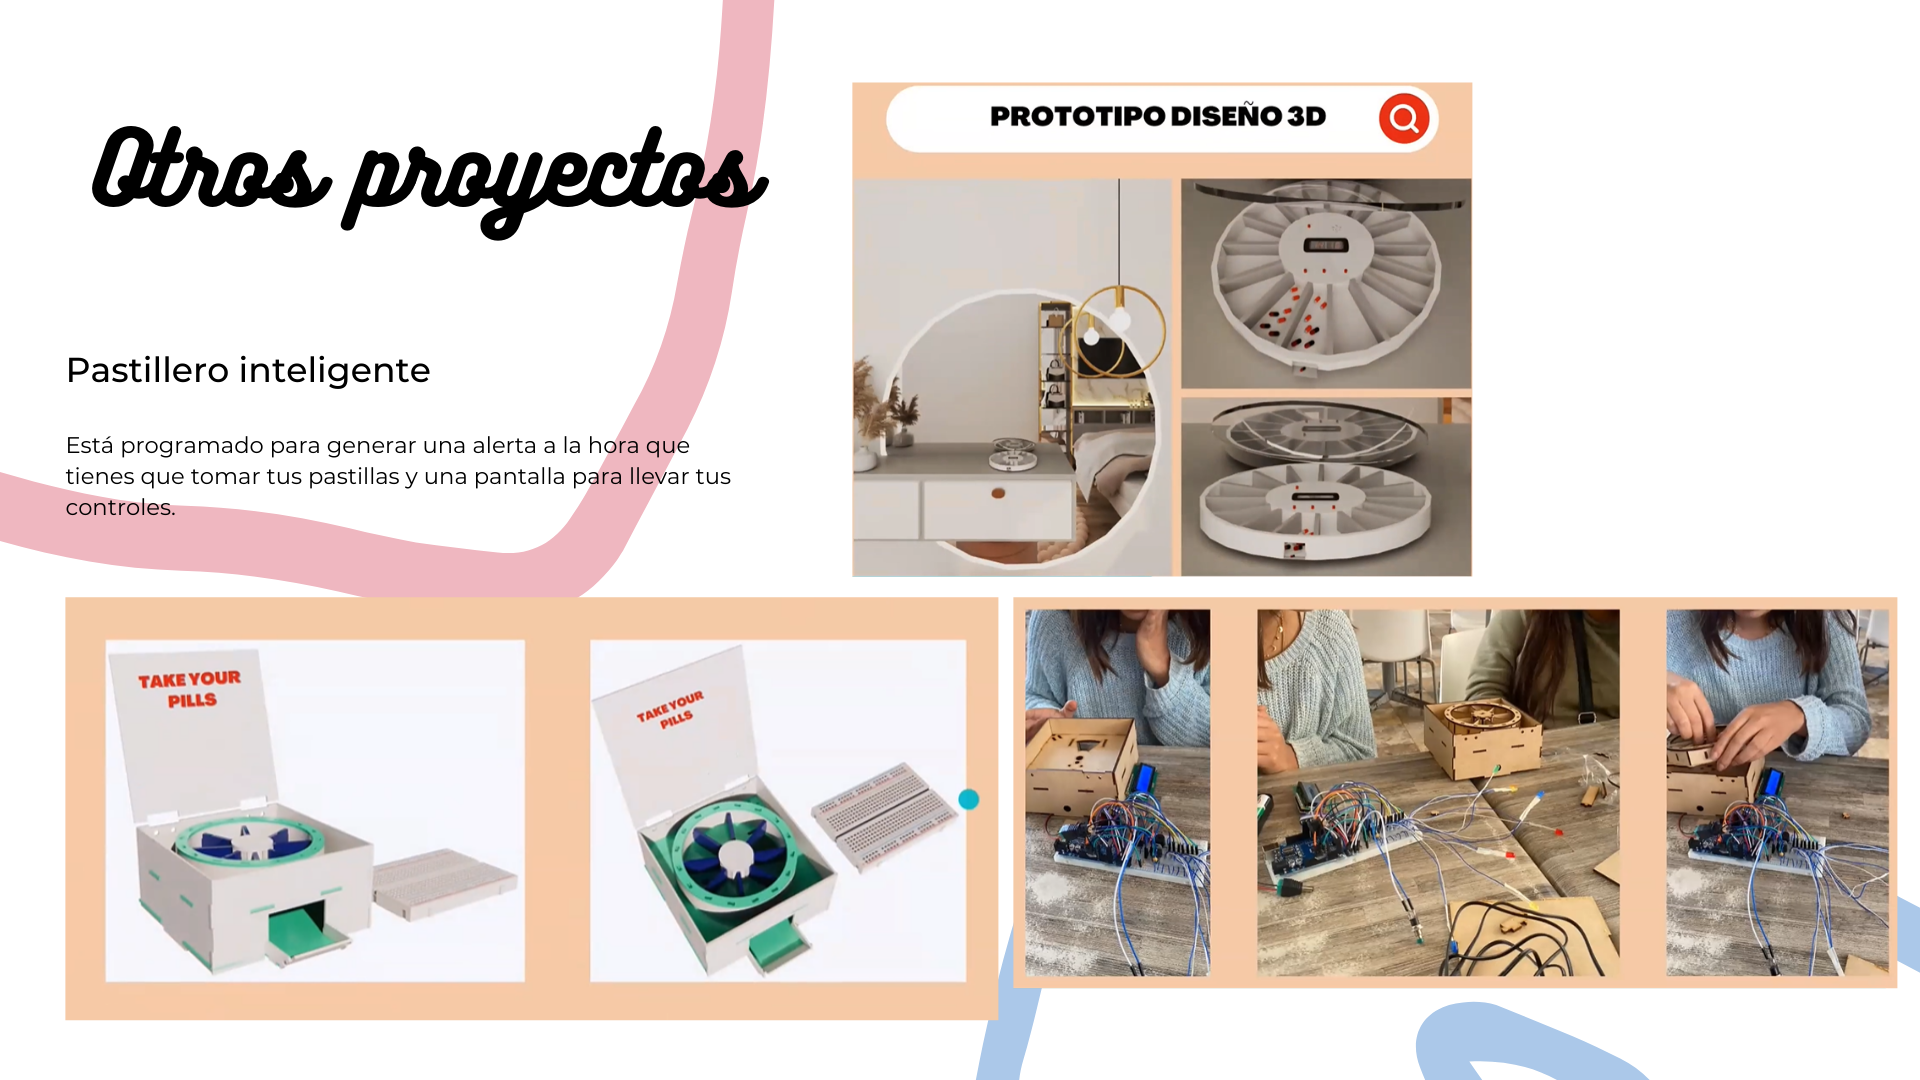 Otros proyectos
PROTOTIPO DISEÑO 3D
Pastillero inteligente
Está programado para generar una alerta a la hora que
tienes que tomar tus pastillas y una pantalla para llevar tus
controles.
TAKE YOUR
PILLS
TAKE YOUR
PILLS